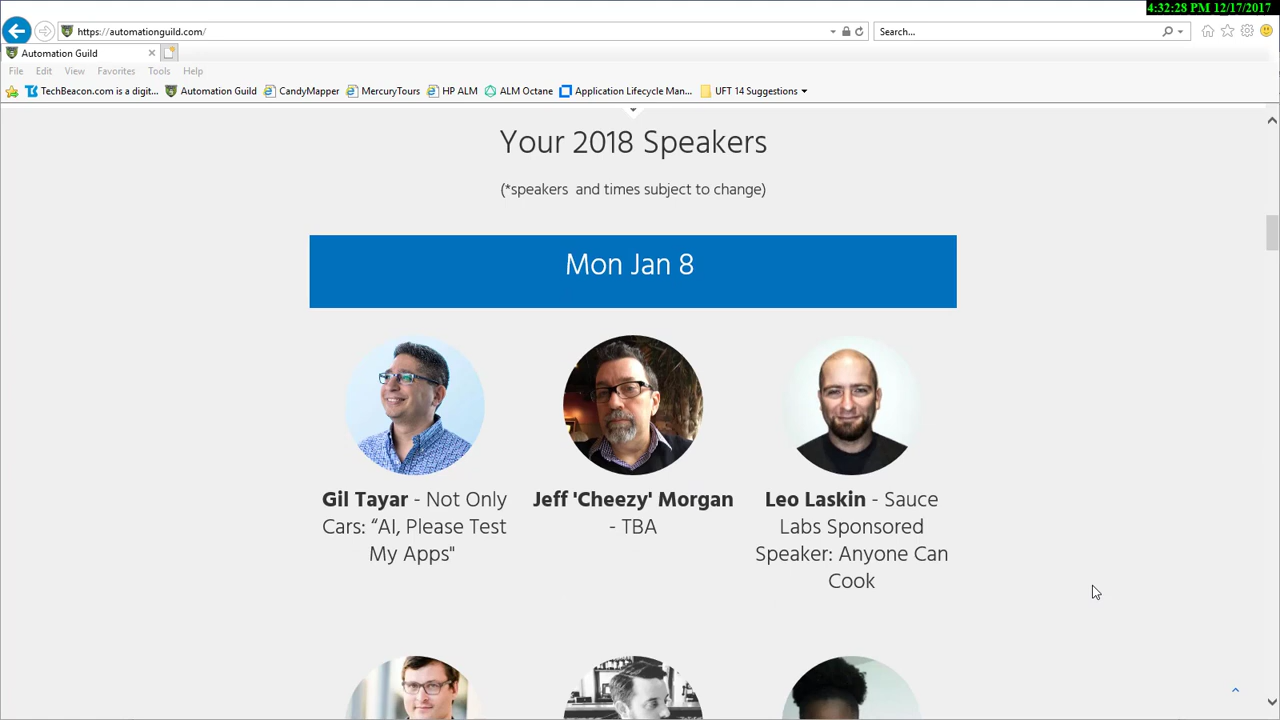 4:32:28 PM 12/17/2017
https://automationguild.com/
Search...
Automation Guild
File Edit View Favorites Tools Help
TechBeacon.com is a digit... Automation Guild CandyMapper MercuryTours HP ALM ALM Octane Application Lifecycle Man... UFT 14 Suggestions
Your 2018 Speakers
(*speakers and times subject to change)
Mon Jan 8
Gil Tayar - Not Only
Cars: “AI, Please Test
My Apps"
Jeff 'Cheezy' Morgan
- TBA
Leo Laskin - Sauce
Labs Sponsored
Speaker: Anyone Can
Cook